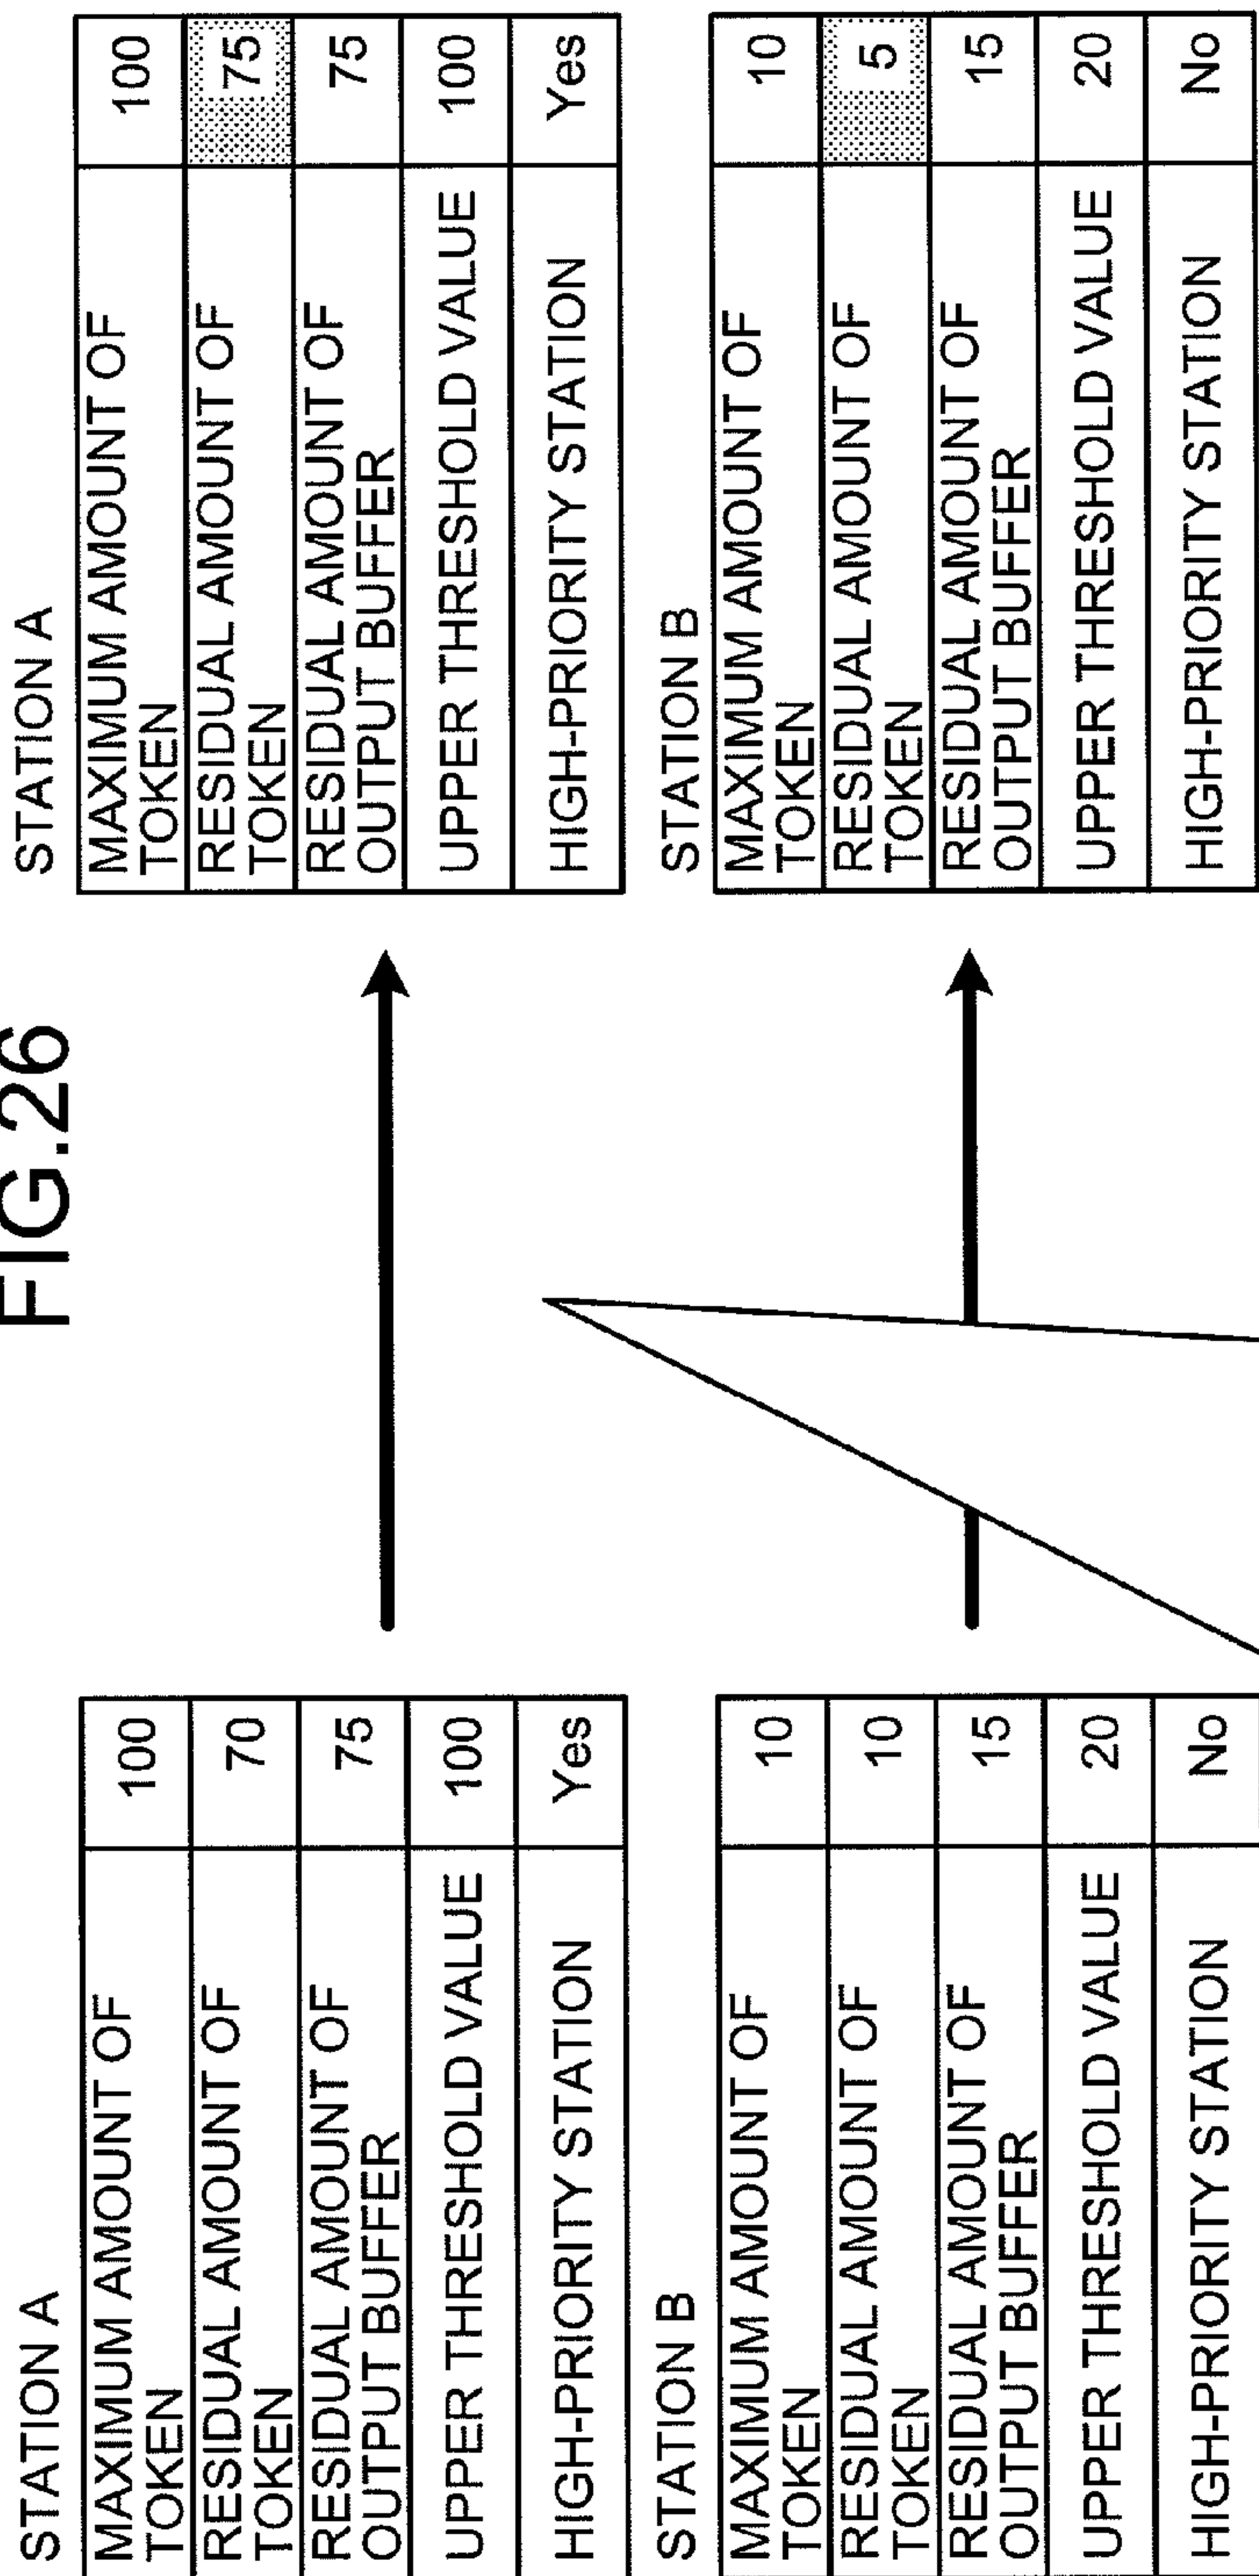 FIG.26
STATION A
MAXIMUM AMOUNT OF
TOKEN
100
RESIDUAL AMOUNT OF
TOKEN
70
RESIDUAL AMOUNT OF
OUTPUT BUFFER
75
UPPER THRESHOLD VALUE
100
HIGH-PRIORITY STATION
Yes
STATION B
MAXIMUM AMOUNT OF
TOKEN
10
RESIDUAL AMOUNT OF
TOKEN
10
RESIDUAL AMOUNT OF
OUTPUT BUFFER
15
UPPER THRESHOLD VALUE
20
HIGH-PRIORITY STATION
No
STATION A
MAXIMUM AMOUNT OF
TOKEN
100
RESIDUAL AMOUNT OF
TOKEN
75
RESIDUAL AMOUNT OF
OUTPUT BUFFER
75
UPPER THRESHOLD VALUE
100
HIGH-PRIORITY STATION
Yes
STATION B
MAXIMUM AMOUNT OF
TOKEN
10
RESIDUAL AMOUNT OF
TOKEN
5
RESIDUAL AMOUNT OF
OUTPUT BUFFER
15
UPPER THRESHOLD VALUE
20
HIGH-PRIORITY STATION
No